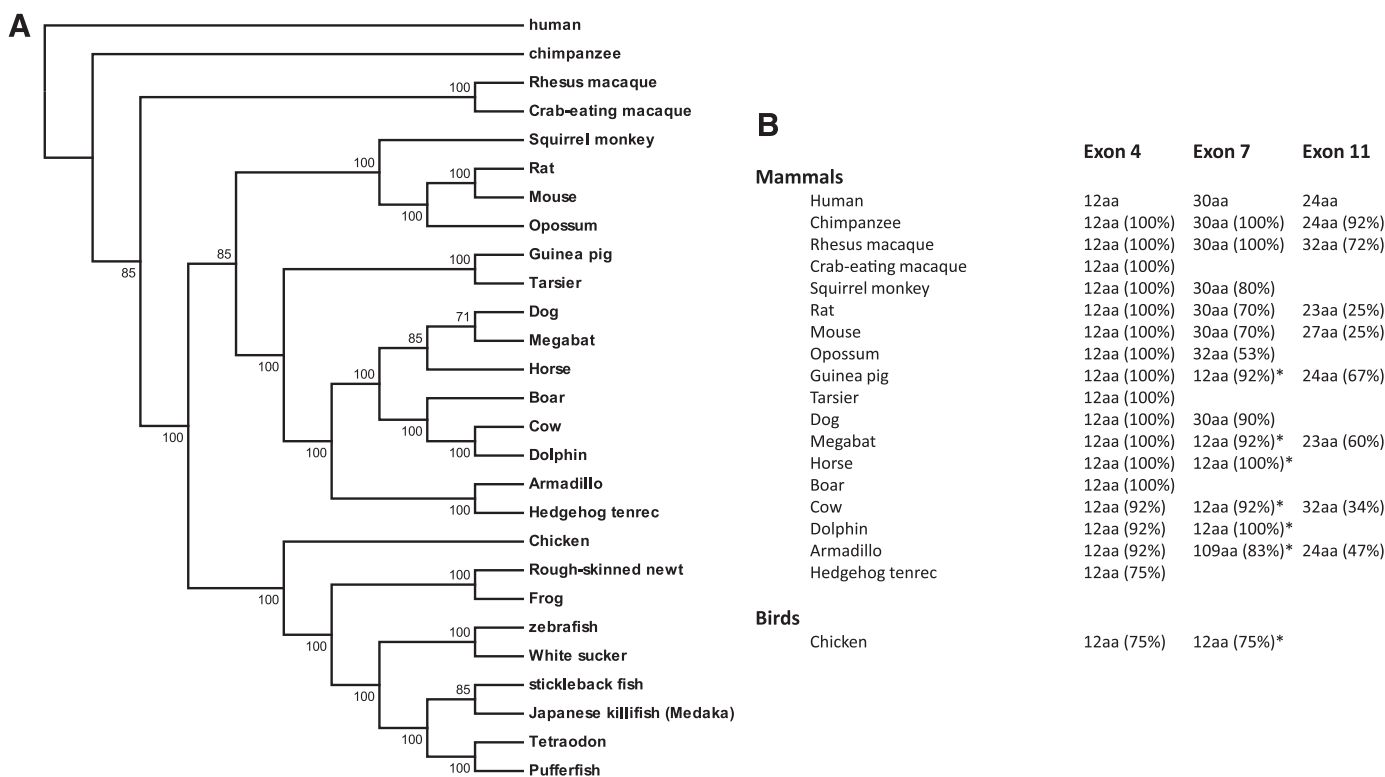 A
human
chimpanzee
Rhesus macaque
100
Crab-eating macaque
Squirrel monkey
100
Rat
100
Mouse
100
Opossum
85
85
Guinea pig
100
Tarsier
Dog
71
Megabat
85
100
Horse
100
Boar
100
Cow
100
Dolphin
100
100
Armadillo
100
Hedgehog tenrec
Chicken
100
Rough-skinned newt
100
Frog
100
zebrafish
100
White sucker
100
stickleback fish
85
Japanese killifish (Medaka)
100
Tetraodon
100
Pufferfish
B
Exon 4 Exon 7 Exon 11
Mammals
Human 12aa 30aa 24aa
Chimpanzee 12aa (100%) 30aa (100%) 24aa (92%)
Rhesus macaque 12aa (100%) 30aa (100%) 32aa (72%)
Crab-eating macaque 12aa (100%)
Squirrel monkey 12aa (100%) 30aa (80%)
Rat 12aa (100%) 30aa (70%) 23aa (25%)
Mouse 12aa (100%) 30aa (70%) 27aa (25%)
Opossum 12aa (100%) 32aa (53%)
Guinea pig 12aa (100%) 12aa (92%)* 24aa (67%)
Tarsier 12aa (100%)
Dog 12aa (100%) 30aa (90%)
Megabat 12aa (100%) 12aa (92%)* 23aa (60%)
Horse 12aa (100%) 12aa (100%)*
Boar 12aa (100%)
Cow 12aa (92%) 12aa (92%)* 32aa (34%)
Dolphin 12aa (92%) 12aa (100%)*
Armadillo 12aa (92%) 109aa (83%)* 24aa (47%)
Hedgehog tenrec 12aa (75%)
Birds
Chicken 12aa (75%) 12aa (75%)*